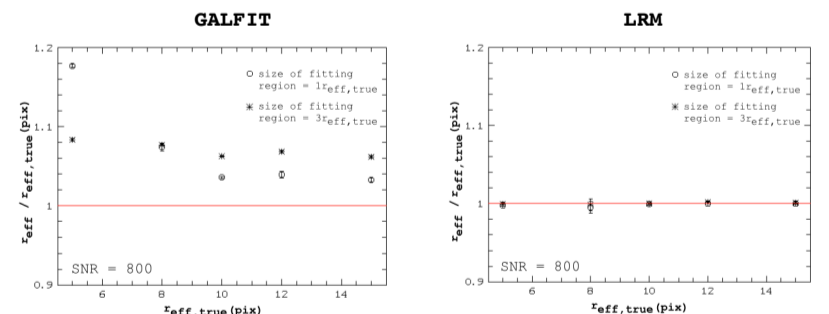 GALFIT
1.2
1.1
1
0.9
r_eff / r_eff,true (pix)
○ size of fitting
region = 1r_eff,true
✱ size of fitting
region = 3r_eff,true
SNR = 800
6 8 10 12 14
r_eff,true (pix)
LRM
1.2
1.1
1
0.9
r_eff / r_eff,true (pix)
○ size of fitting
region = 1r_eff,true
✱ size of fitting
region = 3r_eff,true
SNR = 800
6 8 10 12 14
r_eff,true (pix)